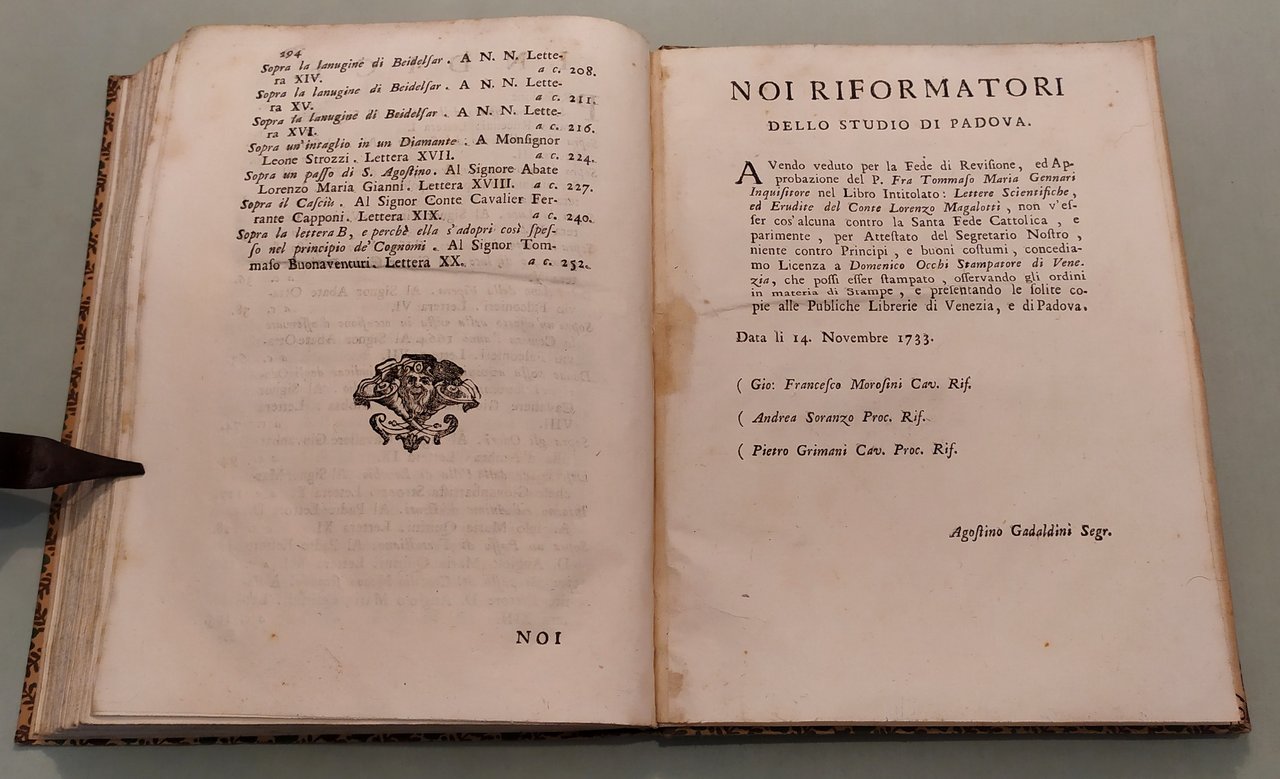 294
Sopra la lanugine di Beidelſar. A N. N. Lette-
ra XIV. a c. 208.
Sopra la lanugine di Beidelſar. A N. N. Lette-
ra XV. a c. 211.
Sopra la lanugine di Beidelſar. A N. N. Lette-
ra XVI. a c. 216.
Sopra un'intaglio in un Diamante. A Monſignor
Leone Strozzi. Lettera XVII. a c. 224.
Sopra un paſſo di S. Agoſtino. Al Signore Abate
Lorenzo Maria Gianni. Lettera XVIII. a c. 227.
Sopra il Caſciù. Al Signor Conte Cavalier Fer-
rante Capponi. Lettera XIX. a c. 240.
Sopra la lettera B, e perchè ella s'adopri così ſpeſ-
ſo nel principio de' Cognomi. Al Signor Tom-
maſo Buonaventuri. Lettera XX. a c. 252.
NOI
NOI RIFORMATORI
DELLO STUDIO DI PADOVA.
AVendo veduto per la Fede di Reviſione, ed Ap-
probazione del P. Fra Tommaſo Maria Gennari
Inquiſitore nel Libro Intitolato: Lettere Scientifiche,
ed Erudite del Conte Lorenzo Magalotti, non v'eſ-
ſer cos'alcuna contro la Santa Fede Cattolica, e
parimente, per Atteſtato del Segretario Noſtro,
niente contro Principi, e buoni coſtumi, concedia-
mo Licenza a Domenico Occhi Stampatore di Vene-
zia, che poſſi eſſer ſtampato, oſſervando gli ordini
in materia di Stampe, e preſentando le ſolite co-
pie alle Publiche Librerie di Venezia, e di Padova.
Data li 14. Novembre 1733.
( Gio: Franceſco Moroſini Cav. Rif.
( Andrea Soranzo Proc. Rif.
( Pietro Grimani Cav. Proc. Rif.
Agoſtino Gadaldini Segr.